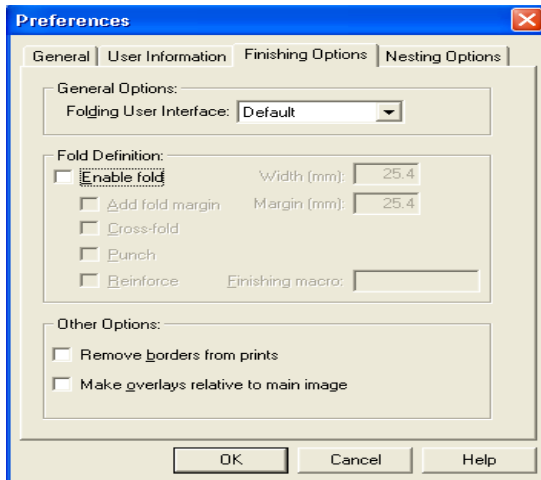 Preferences
General User Information Finishing Options Nesting Options
General Options:
Folding User Interface: Default
Fold Definition:
Enable fold Width (mm): 25.4
Add fold margin Margin (mm): 25.4
Cross-fold
Punch
Reinforce Finishing macro:
Other Options:
Remove borders from prints
Make overlays relative to main image
OK Cancel Help